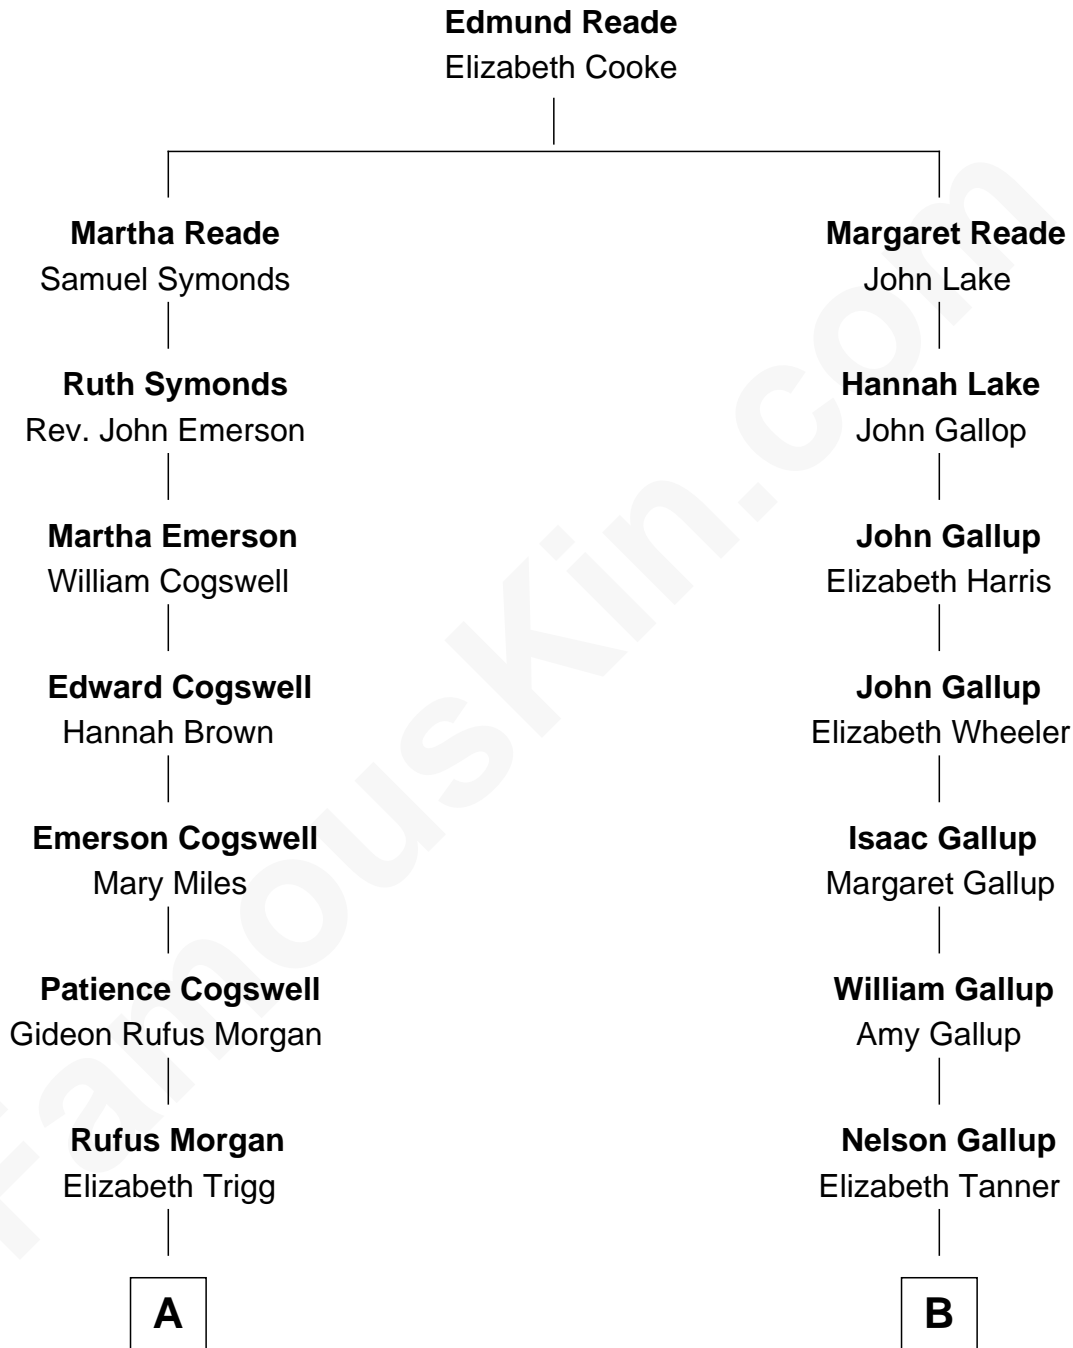 Edmund Reade
Elizabeth Cooke
Martha Reade
Samuel Symonds
Margaret Reade
John Lake
Ruth Symonds
Rev. John Emerson
Hannah Lake
John Gallop
Martha Emerson
William Cogswell
John Gallup
Elizabeth Harris
Edward Cogswell
Hannah Brown
John Gallup
Elizabeth Wheeler
Emerson Cogswell
Mary Miles
Isaac Gallup
Margaret Gallup
Patience Cogswell
Gideon Rufus Morgan
William Gallup
Amy Gallup
Rufus Morgan
Elizabeth Trigg
Nelson Gallup
Elizabeth Tanner
A
B
FamousKin.com